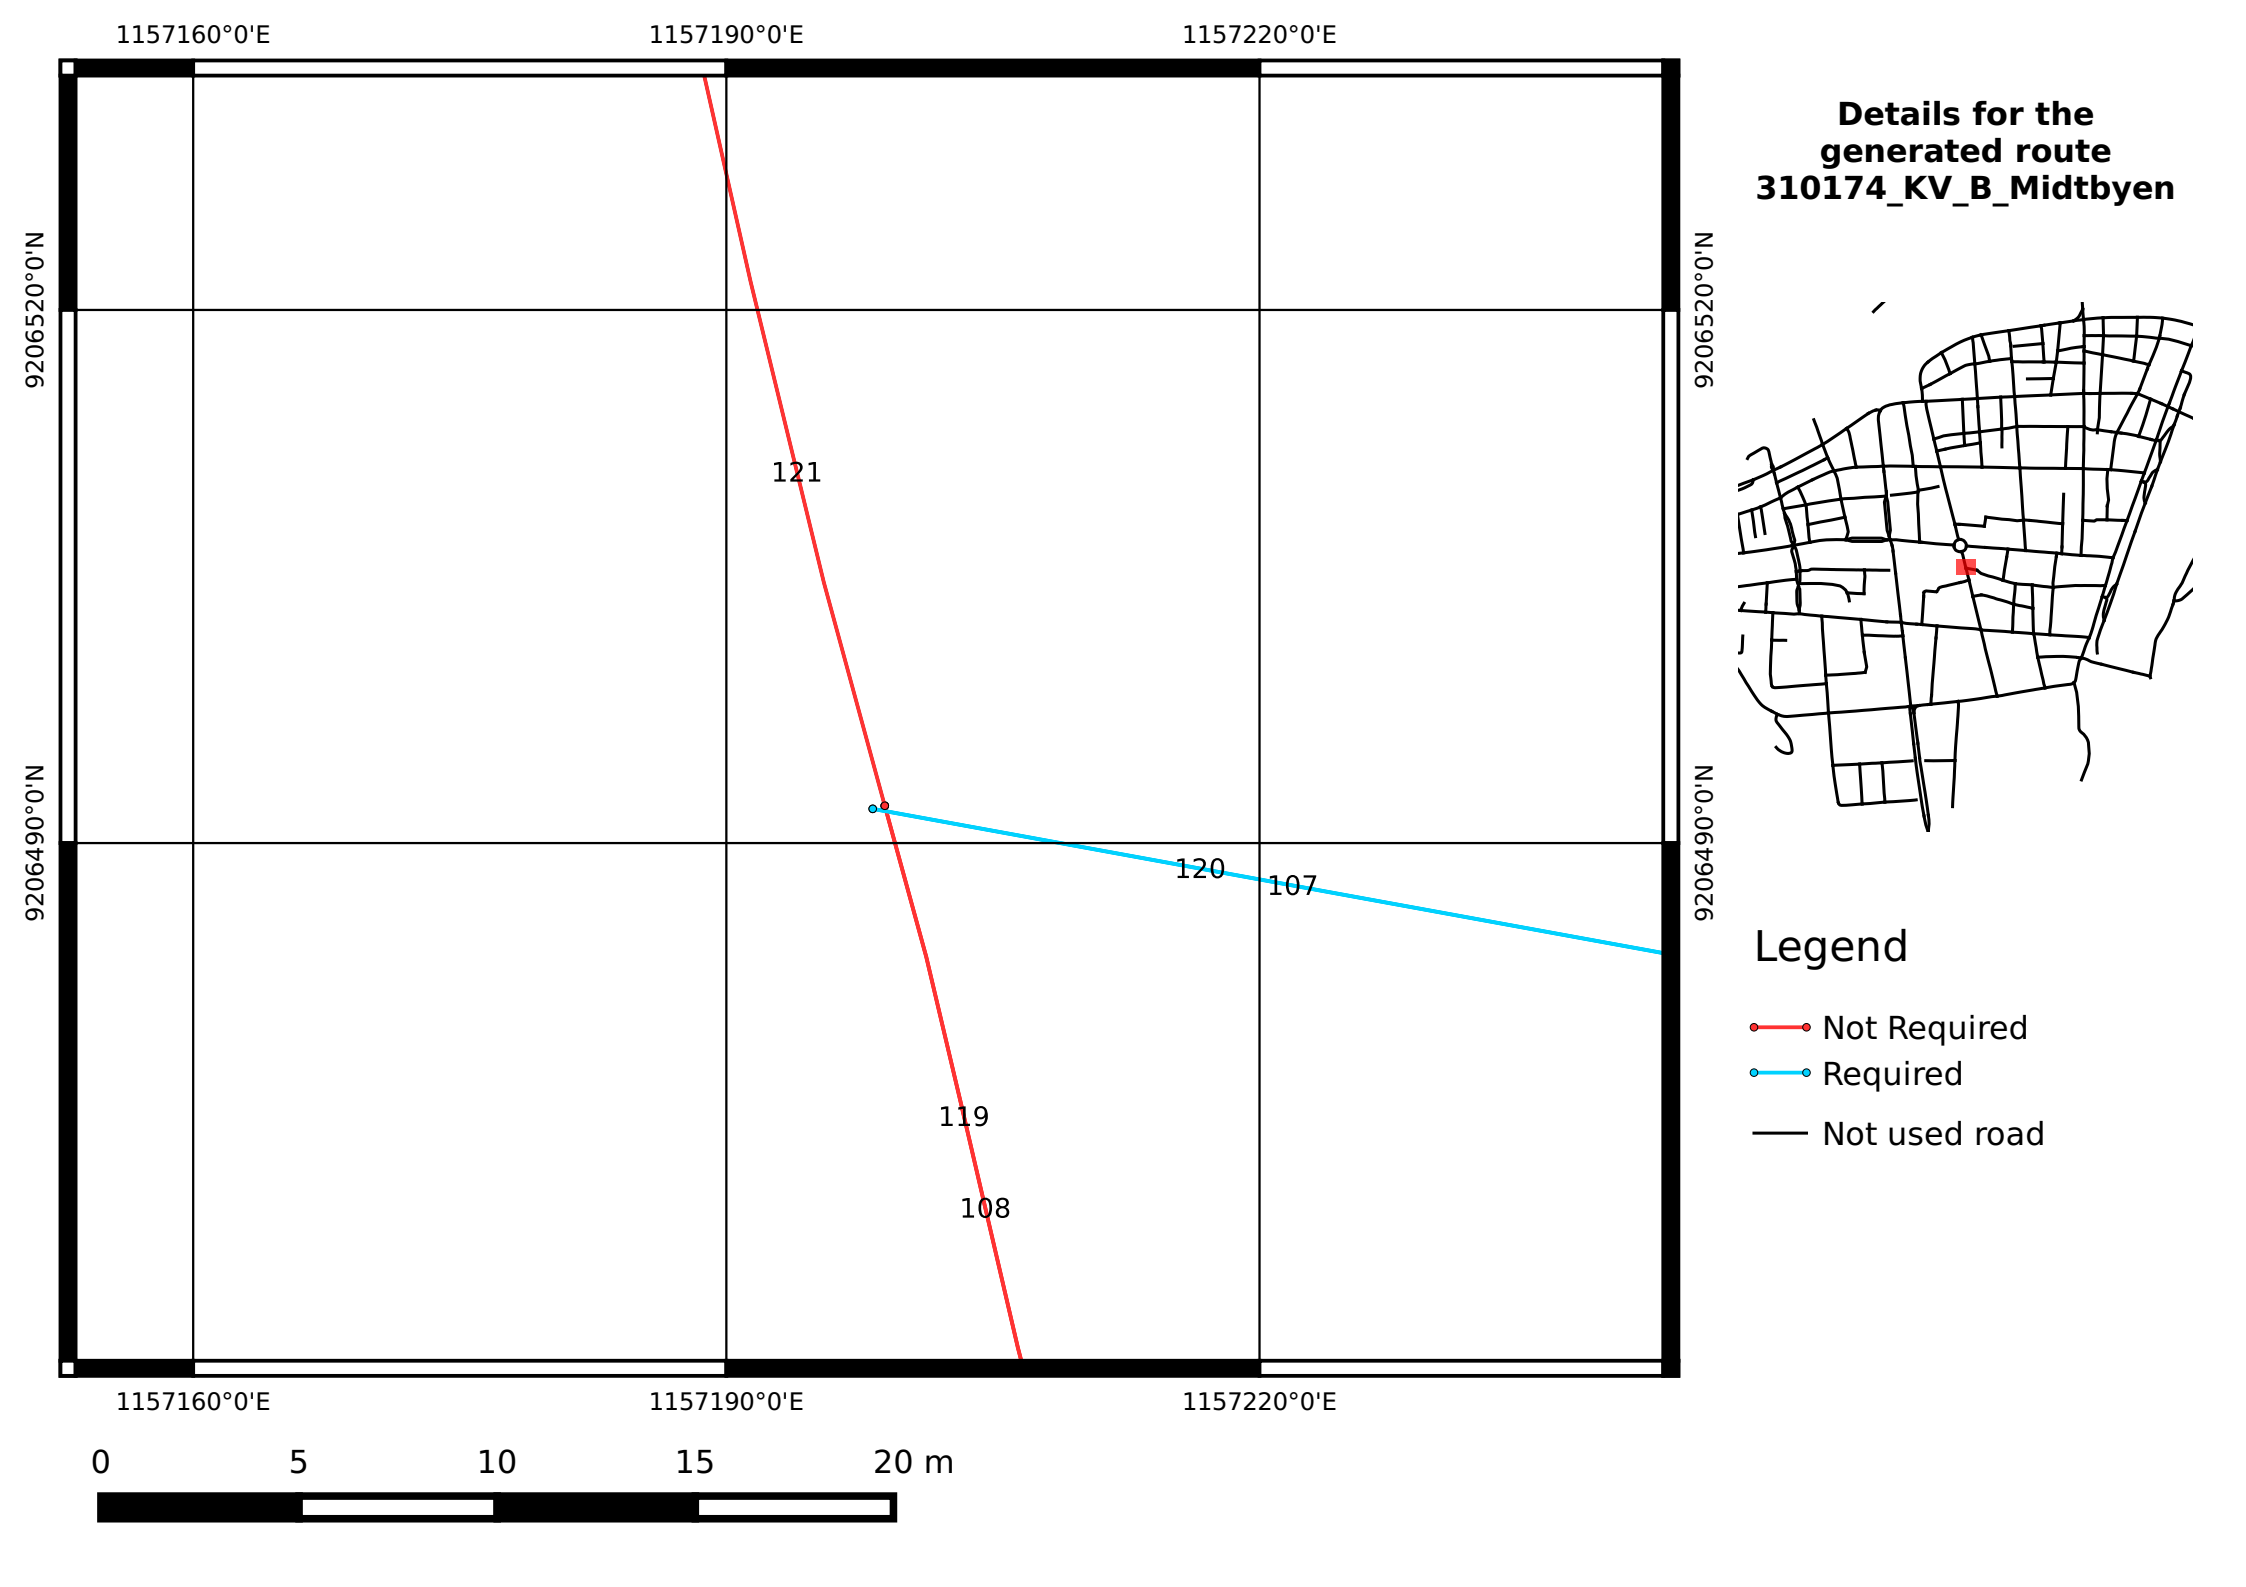 1157160°0'E 1157190°0'E 1157220°0'E
Details for the
generated route
310174_KV_B_Midtbyen
9206520°0'N
9206520°0'N
121
9206490°0'N
9206490°0'N
120
107
Legend
Not Required
Required
119
Not used road
108
1157160°0'E 1157190°0'E 1157220°0'E
0 5 10 15 20 m